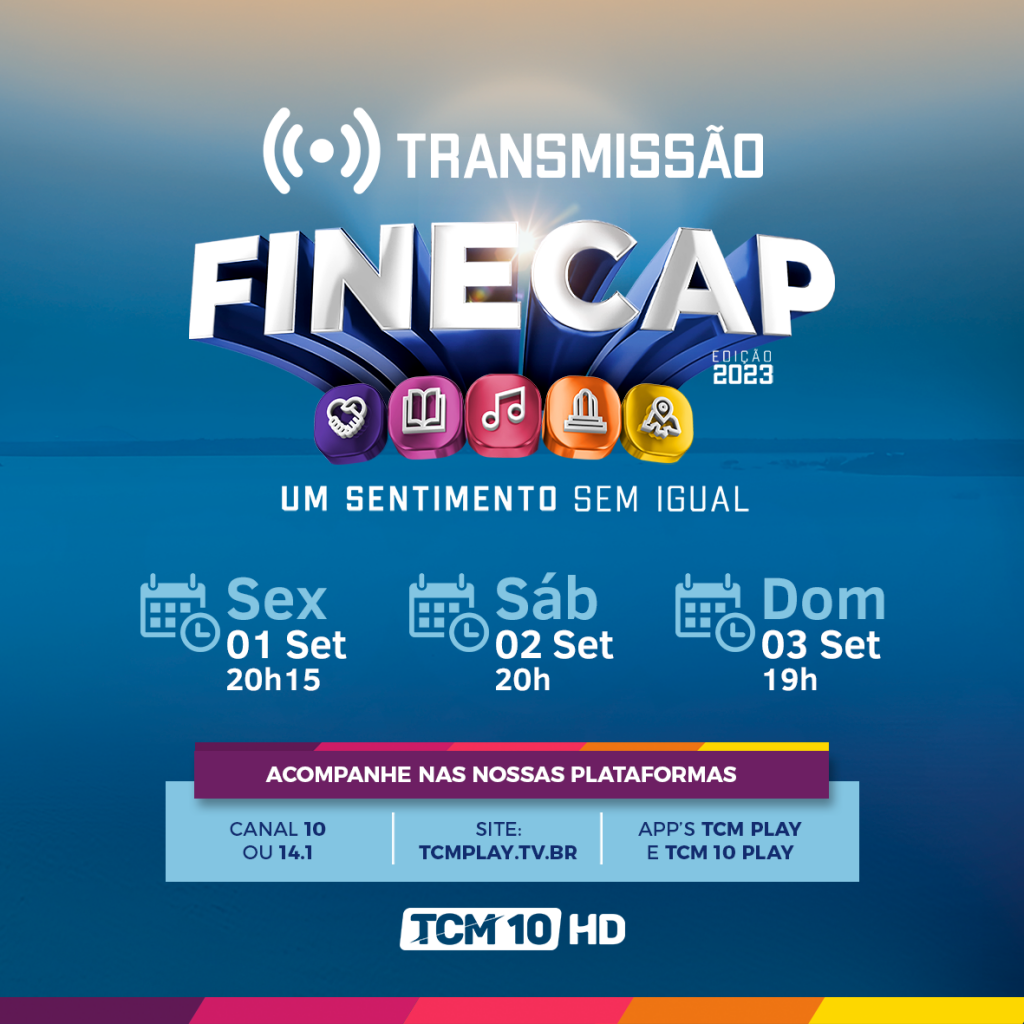 TRANSMISSÃO
FINECAP
EDIÇÃO
2023
UM SENTIMENTO SEM IGUAL
Sex
01 Set
20h15
Sáb
02 Set
20h
Dom
03 Set
19h
ACOMPANHE NAS NOSSAS PLATAFORMAS
CANAL 10
OU 14.1
SITE:
TCMPLAY.TV.BR
APP'S TCM PLAY
E TCM 10 PLAY
TCM 10 HD